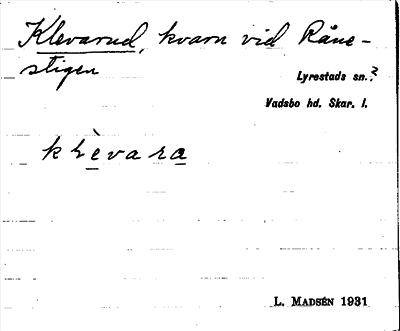 Klevarud, kvarn vid Råne-
stigen
Lyrestads sn.?
Vadsbo hd. Skar. l.
klèvara
L. MADSÉN 1931